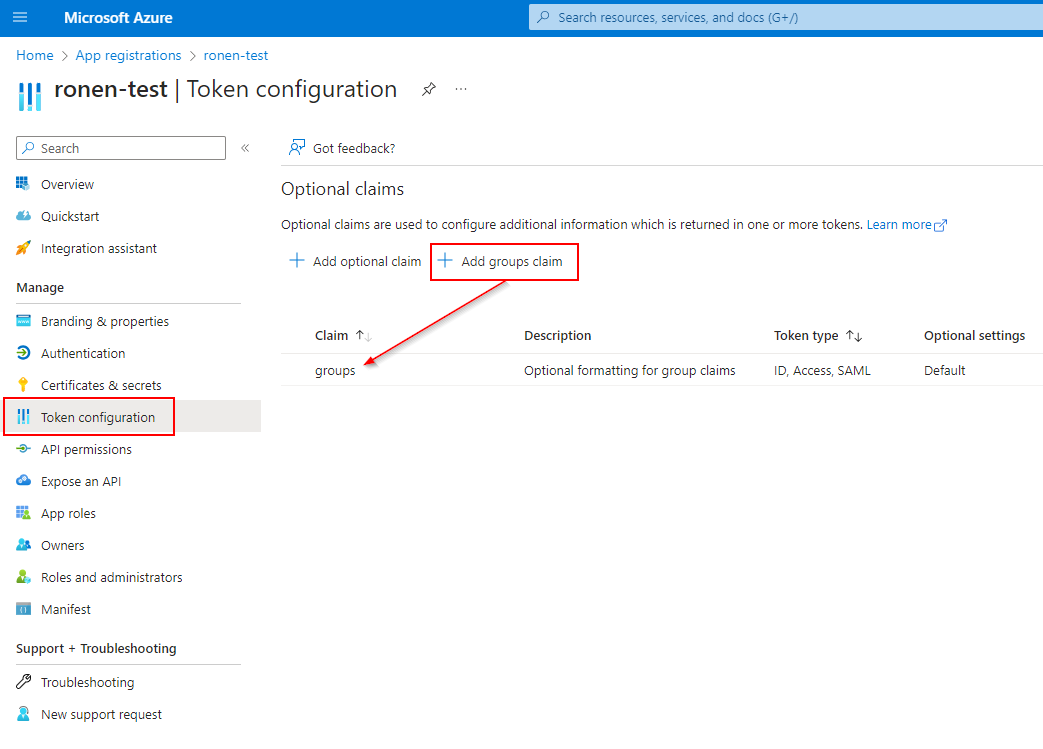 Microsoft Azure
Search resources, services, and docs (G+/)
Home > App registrations > ronen-test
ronen-test | Token configuration
Search
Overview
Quickstart
Integration assistant
Manage
Branding & properties
Authentication
Certificates & secrets
Token configuration
API permissions
Expose an API
App roles
Owners
Roles and administrators
Manifest
Support + Troubleshooting
Troubleshooting
New support request
Got feedback?
Optional claims
Optional claims are used to configure additional information which is returned in one or more tokens. Learn more
Add optional claim Add groups claim
Claim Description Token type Optional settings
groups Optional formatting for group claims ID, Access, SAML Default